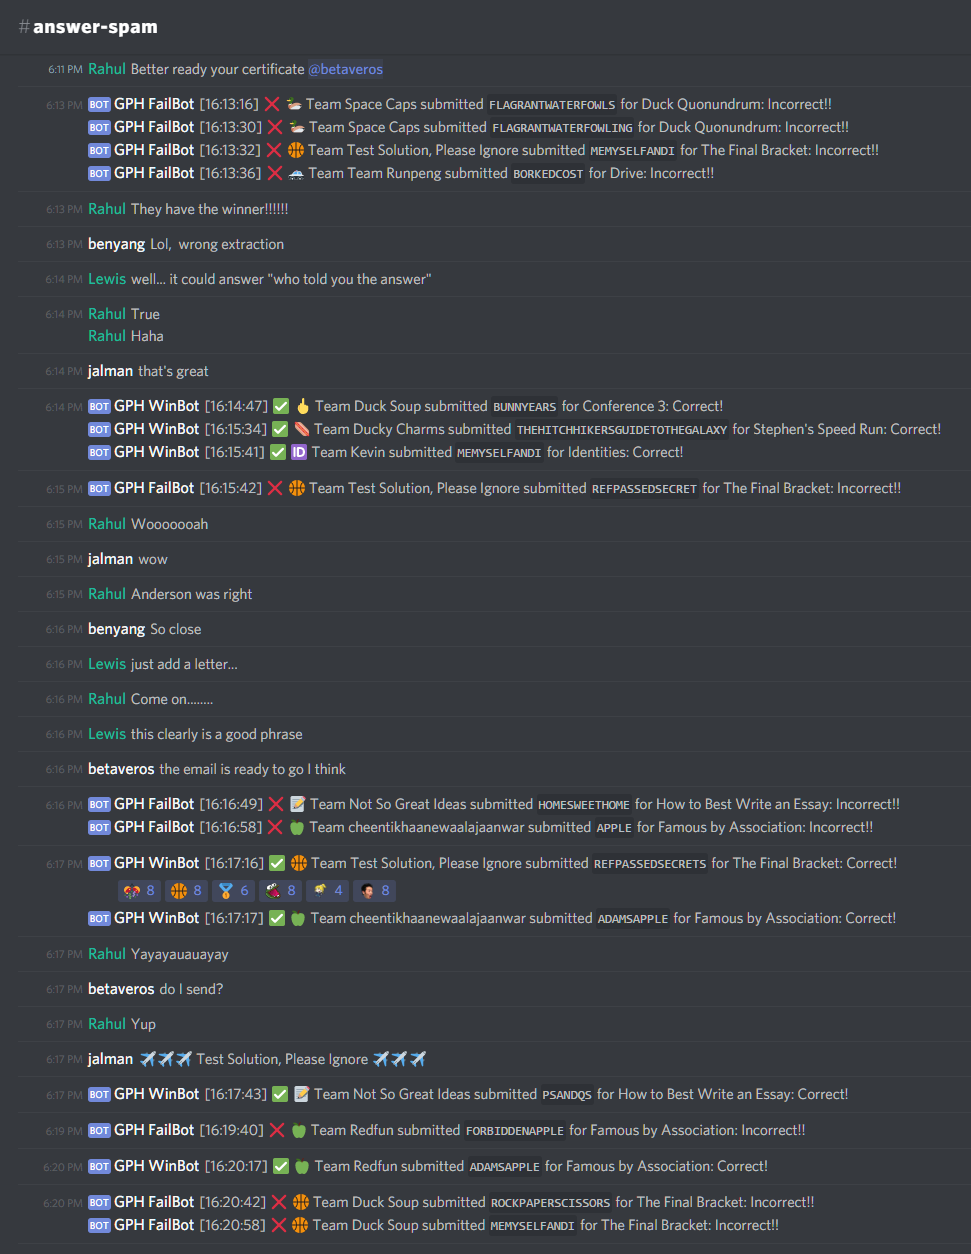 #answer-spam
6:11 PM Rahul Better ready your certificate @betaveros
6:13 PM BOT GPH FailBot [16:13:16] ❌ 🦆 Team Space Caps submitted FLAGRANTWATERFOWLS for Duck Quonundrum: Incorrect!!
BOT GPH FailBot [16:13:30] ❌ 🦆 Team Space Caps submitted FLAGRANTWATERFOWLING for Duck Quonundrum: Incorrect!!
BOT GPH FailBot [16:13:32] ❌ 🏀 Team Test Solution, Please Ignore submitted MEMYSELFANDI for The Final Bracket: Incorrect!!
BOT GPH FailBot [16:13:36] ❌ 🚙 Team Team Runpeng submitted BORKEDCOST for Drive: Incorrect!!
6:13 PM Rahul They have the winner!!!!!!
6:13 PM benyang Lol, wrong extraction
6:14 PM Lewis well... it could answer "who told you the answer"
6:14 PM Rahul True
Rahul Haha
6:14 PM jalman that's great
6:14 PM BOT GPH WinBot [16:14:47] ✅ 🖕 Team Duck Soup submitted BUNNYEARS for Conference 3: Correct!
BOT GPH WinBot [16:15:34] ✅ 🌭 Team Ducky Charms submitted THEHITCHHIKERSGUIDETOTHEGALAXY for Stephen's Speed Run: Correct!
BOT GPH WinBot [16:15:41] ✅ 🆔 Team Kevin submitted MEMYSELFANDI for Identities: Correct!
6:15 PM BOT GPH FailBot [16:15:42] ❌ 🏀 Team Test Solution, Please Ignore submitted REFPASSEDSECRET for The Final Bracket: Incorrect!!
6:15 PM Rahul Wooooooah
6:15 PM jalman wow
6:15 PM Rahul Anderson was right
6:16 PM benyang So close
6:16 PM Lewis just add a letter...
6:16 PM Rahul Come on........
6:16 PM Lewis this clearly is a good phrase
6:16 PM betaveros the email is ready to go I think
6:16 PM BOT GPH FailBot [16:16:49] ❌ 📝 Team Not So Great Ideas submitted HOMESWEETHOME for How to Best Write an Essay: Incorrect!!
BOT GPH FailBot [16:16:58] ❌ 🍏 Team cheentikhaanewaalajaanwar submitted APPLE for Famous by Association: Incorrect!!
6:17 PM BOT GPH WinBot [16:17:16] ✅ 🏀 Team Test Solution, Please Ignore submitted REFPASSEDSECRETS for The Final Bracket: Correct!
8 8 6 8 4 8
BOT GPH WinBot [16:17:17] ✅ 🍏 Team cheentikhaanewaalajaanwar submitted ADAMSAPPLE for Famous by Association: Correct!
6:17 PM Rahul Yayayauauayay
6:17 PM betaveros do I send?
6:17 PM Rahul Yup
6:17 PM jalman ✈️✈️✈️ Test Solution, Please Ignore ✈️✈️✈️
6:17 PM BOT GPH WinBot [16:17:43] ✅ 📝 Team Not So Great Ideas submitted PSANDQS for How to Best Write an Essay: Correct!
6:19 PM BOT GPH FailBot [16:19:40] ❌ 🍏 Team Redfun submitted FORBIDDENAPPLE for Famous by Association: Incorrect!!
6:20 PM BOT GPH WinBot [16:20:17] ✅ 🍏 Team Redfun submitted ADAMSAPPLE for Famous by Association: Correct!
6:20 PM BOT GPH FailBot [16:20:42] ❌ 🏀 Team Duck Soup submitted ROCKPAPERSCISSORS for The Final Bracket: Incorrect!!
BOT GPH FailBot [16:20:58] ❌ 🏀 Team Duck Soup submitted MEMYSELFANDI for The Final Bracket: Incorrect!!